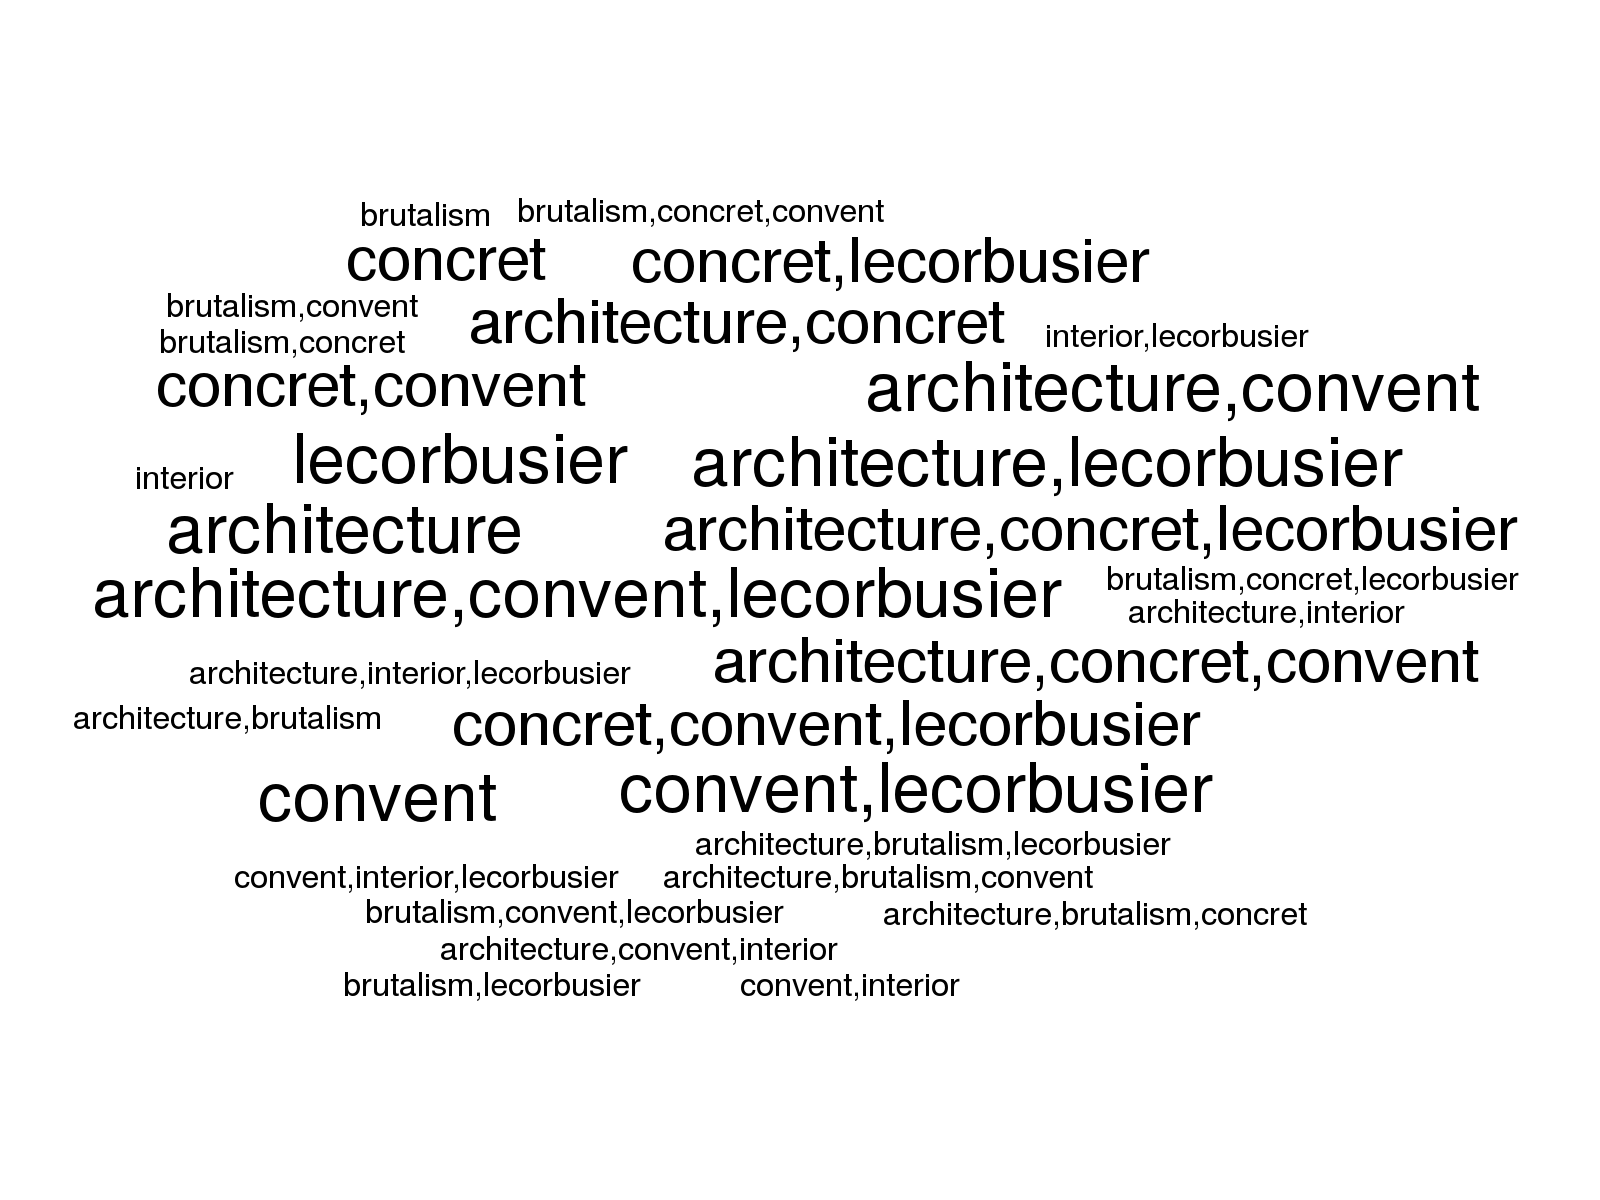 brutalism brutalism,concret,convent
concret concret,lecorbusier
brutalism,convent architecture,concret
brutalism,concret interior,lecorbusier
concret,convent architecture,convent
lecorbusier architecture,lecorbusier
interior
architecture architecture,concret,lecorbusier
architecture,convent,lecorbusier brutalism,concret,lecorbusier
architecture,interior
architecture,interior,lecorbusier architecture,concret,convent
architecture,brutalism concret,convent,lecorbusier
convent convent,lecorbusier
architecture,brutalism,lecorbusier
convent,interior,lecorbusier architecture,brutalism,convent
brutalism,convent,lecorbusier architecture,brutalism,concret
architecture,convent,interior
brutalism,lecorbusier convent,interior